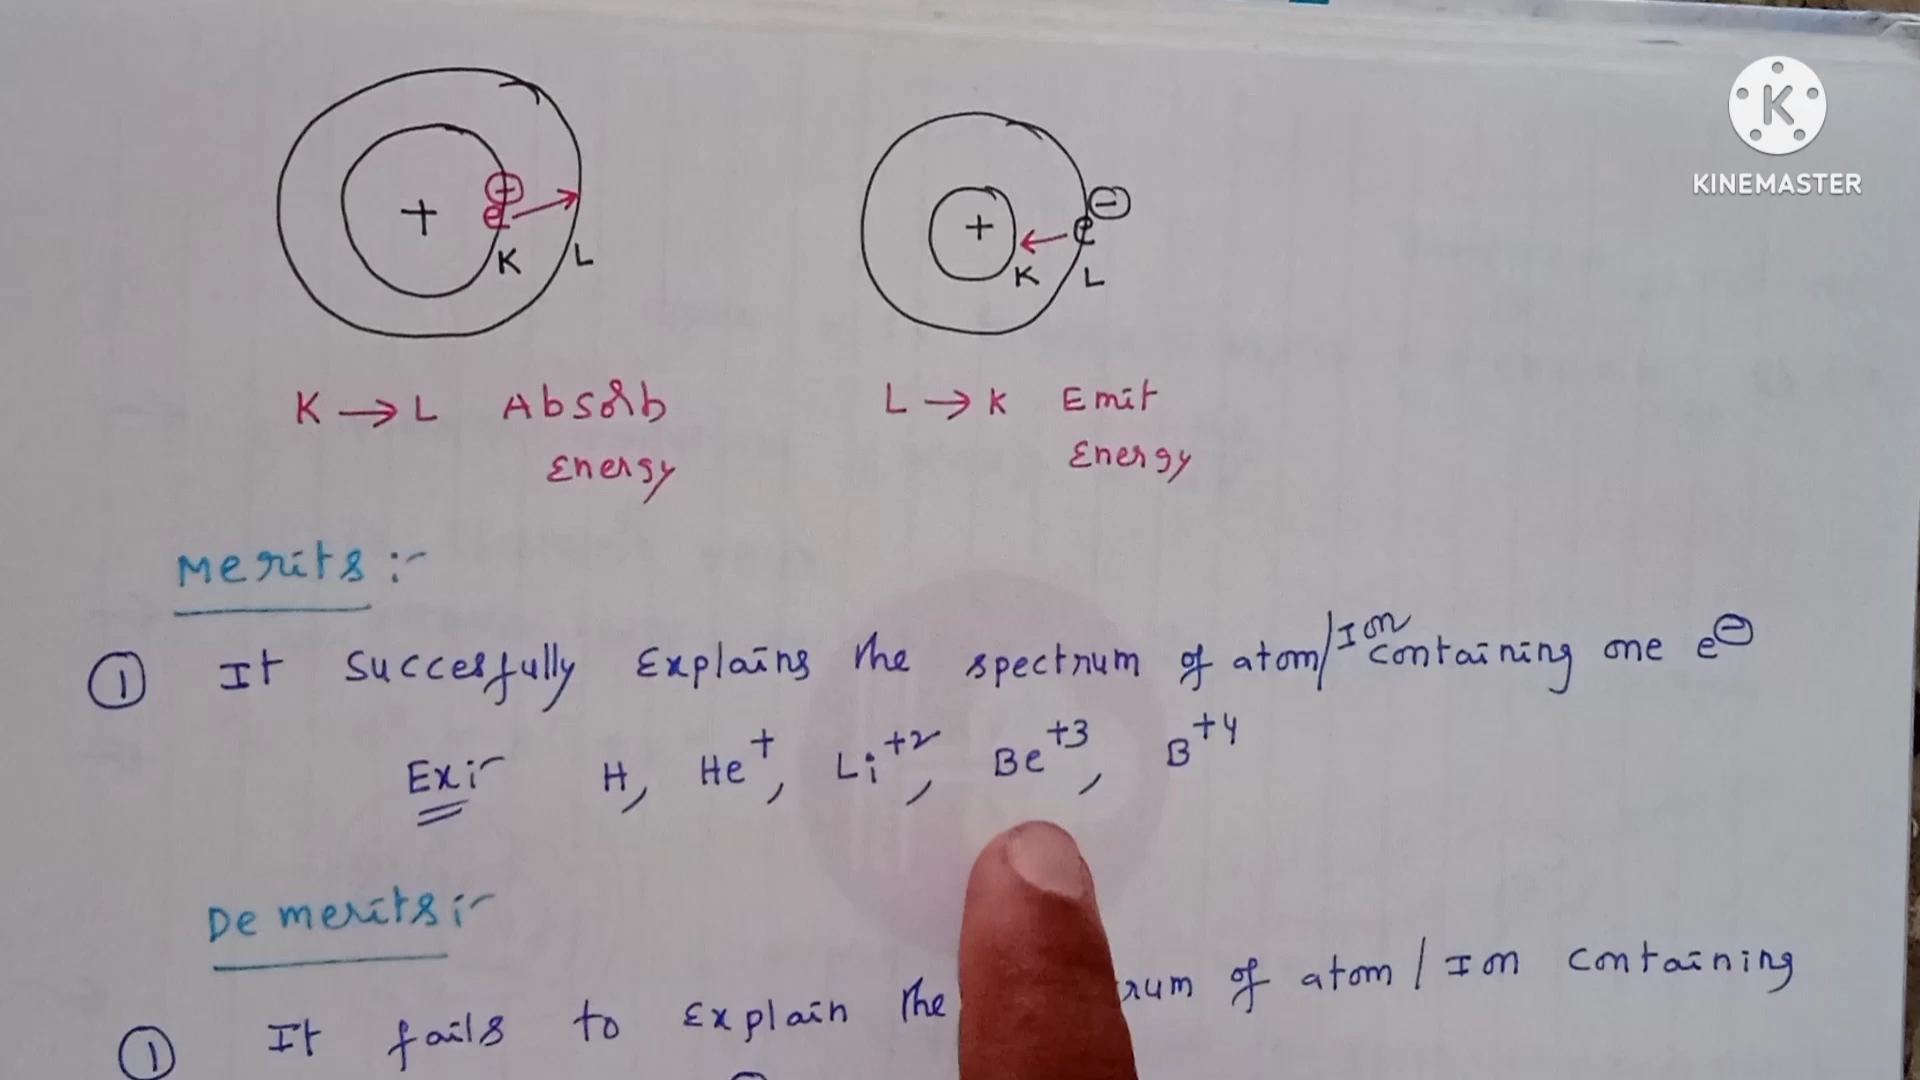 + e⊖ K L
+ e⊖ K L
K → L Absorb
Energy
L → K Emit
Energy
Merits :-
① It Succesfully Explains the spectrum of atom/Ion containing one e⊖
Ex:- H, He+, Li+2, Be+3, B+4
De merits:-
① It fails to Explain the rum of atom / Ion containing
K
KINEMASTER